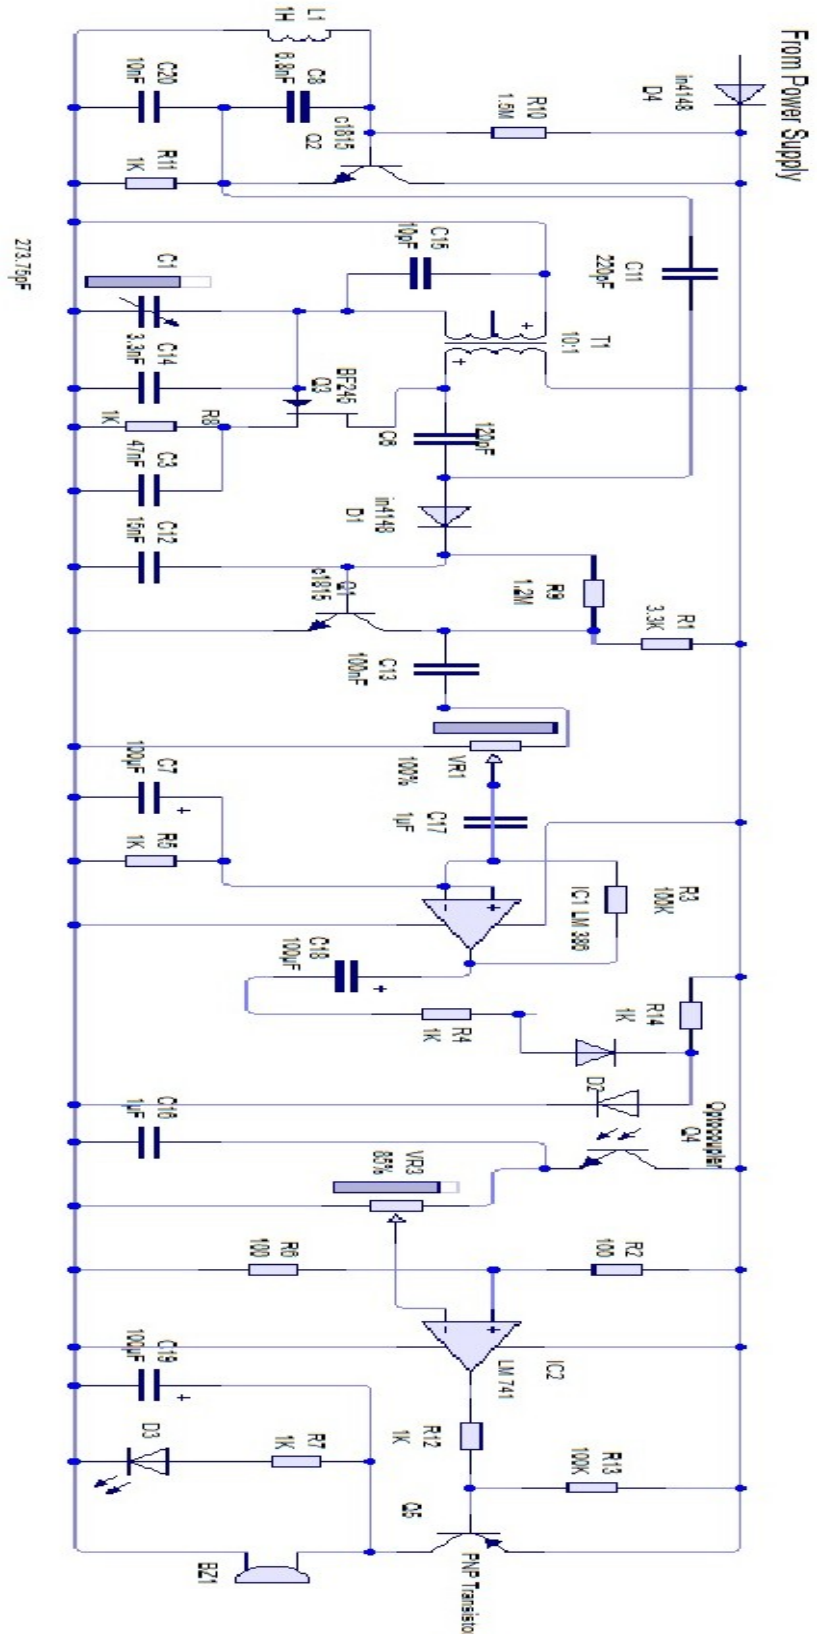 From Power Supply
in4148
D4
R10
1.5M
L1
1H
C8
6.8nF
C20
10nF
c1815
Q2
R11
1K
C11
220pF
C15
10pF
T1
10:1
C1
273.75pF
C14
3.3nF
BF245
Q3
R8
1K
C6
120pF
C3
47nF
in4148
D1
C12
15nF
R9
1.2M
R1
3.3K
Q1
c1815
C13
100nF
VR1
100%
C7
100µF
C17
1µF
R5
1K
R3
100K
IC1 LM 386
C18
100µF
R4
1K
R14
1K
D2
Optocoupler
Q4
C16
1µF
VR3
85%
R6
100
R2
100
IC2
LM 741
C19
100µF
R12
1K
D3
R7
1K
R13
100K
Q5
PNP Transisto
BZ1